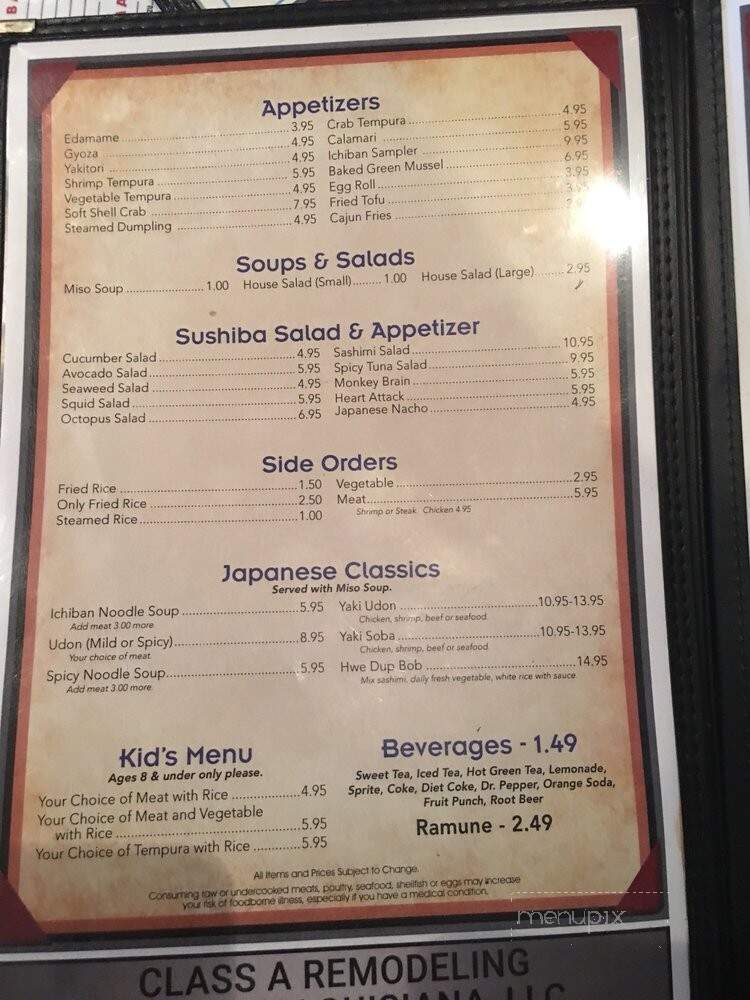 Appetizers
Edamame 3.95
Gyoza 4.95
Yakitori 4.95
Shrimp Tempura 5.95
Vegetable Tempura 4.95
Soft Shell Crab 7.95
Steamed Dumpling 4.95
Crab Tempura 4.95
Calamari 5.95
Ichiban Sampler 9.95
Baked Green Mussel 6.95
Egg Roll 3.95
Fried Tofu
Cajun Fries
Soups & Salads
Miso Soup 1.00 House Salad (Small) 1.00 House Salad (Large) 2.95
Sushiba Salad & Appetizer
Cucumber Salad 4.95
Avocado Salad 5.95
Seaweed Salad 4.95
Squid Salad 5.95
Octopus Salad 6.95
Sashimi Salad 10.95
Spicy Tuna Salad 9.95
Monkey Brain 5.95
Heart Attack 5.95
Japanese Nacho 4.95
Side Orders
Fried Rice 1.50
Only Fried Rice 2.50
Steamed Rice 1.00
Vegetable 2.95
Meat 5.95
Shrimp or Steak Chicken 4.95
Japanese Classics
Served with Miso Soup.
Ichiban Noodle Soup 5.95
Add meat 3.00 more
Udon (Mild or Spicy) 8.95
Your choice of meat.
Spicy Noodle Soup 5.95
Add meat 3.00 more
Yaki Udon 10.95-13.95
Chicken, shrimp, beef or seafood.
Yaki Soba 10.95-13.95
Chicken, shrimp, beef or seafood
Hwe Dup Bob 14.95
Mix sashimi, daily fresh vegetable, white rice with sauce
Kid's Menu
Ages 8 & under only please.
Your Choice of Meat with Rice 4.95
Your Choice of Meat and Vegetable
with Rice 5.95
Your Choice of Tempura with Rice 5.95
Beverages - 1.49
Sweet Tea, Iced Tea, Hot Green Tea, Lemonade,
Sprite, Coke, Diet Coke, Dr. Pepper, Orange Soda,
Fruit Punch, Root Beer
Ramune - 2.49
All Items and Prices Subject to Change.
Consuming raw or undercooked meats, poultry, seafood, shellfish or eggs may increase
your risk of foodborne illness, especially if you have a medical condition.
menupix
CLASS A REMODELING
LOUISIANA, LLC